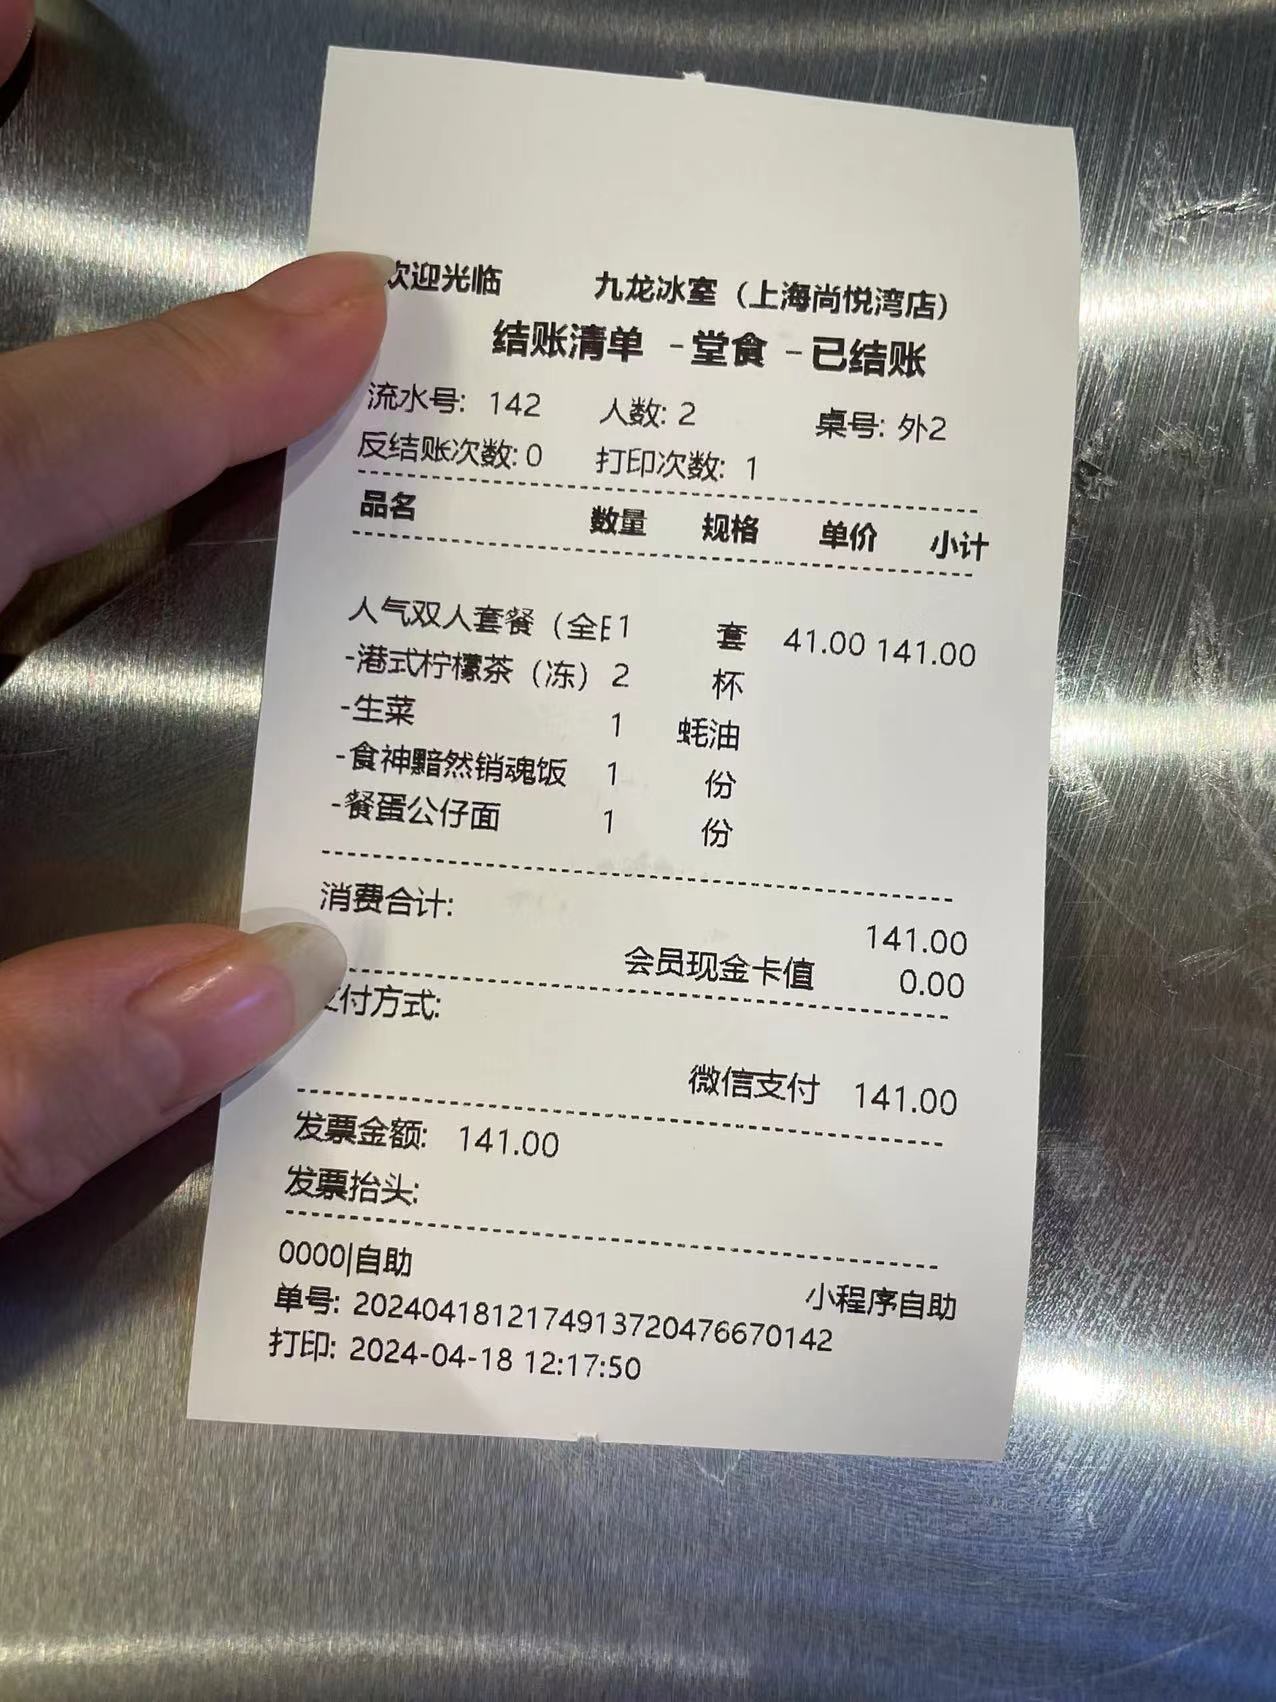 欢迎光临 九龙冰室（上海尚悦湾店）
结账清单 -堂食 -已结账
流水号: 142 人数: 2 桌号: 外2
反结账次数: 0 打印次数: 1
品名 数量 规格 单价 小计
人气双人套餐（全 1 套 41.00 141.00
-港式柠檬茶（冻） 2 杯
-生菜 1 蚝油
-食神黯然销魂饭 1 份
-餐蛋公仔面 1 份
消费合计: 141.00
会员现金卡值 0.00
支付方式:
微信支付 141.00
发票金额: 141.00
发票抬头:
0000|自助 小程序自助
单号: 2024041812174913720476670142
打印: 2024-04-18 12:17:50